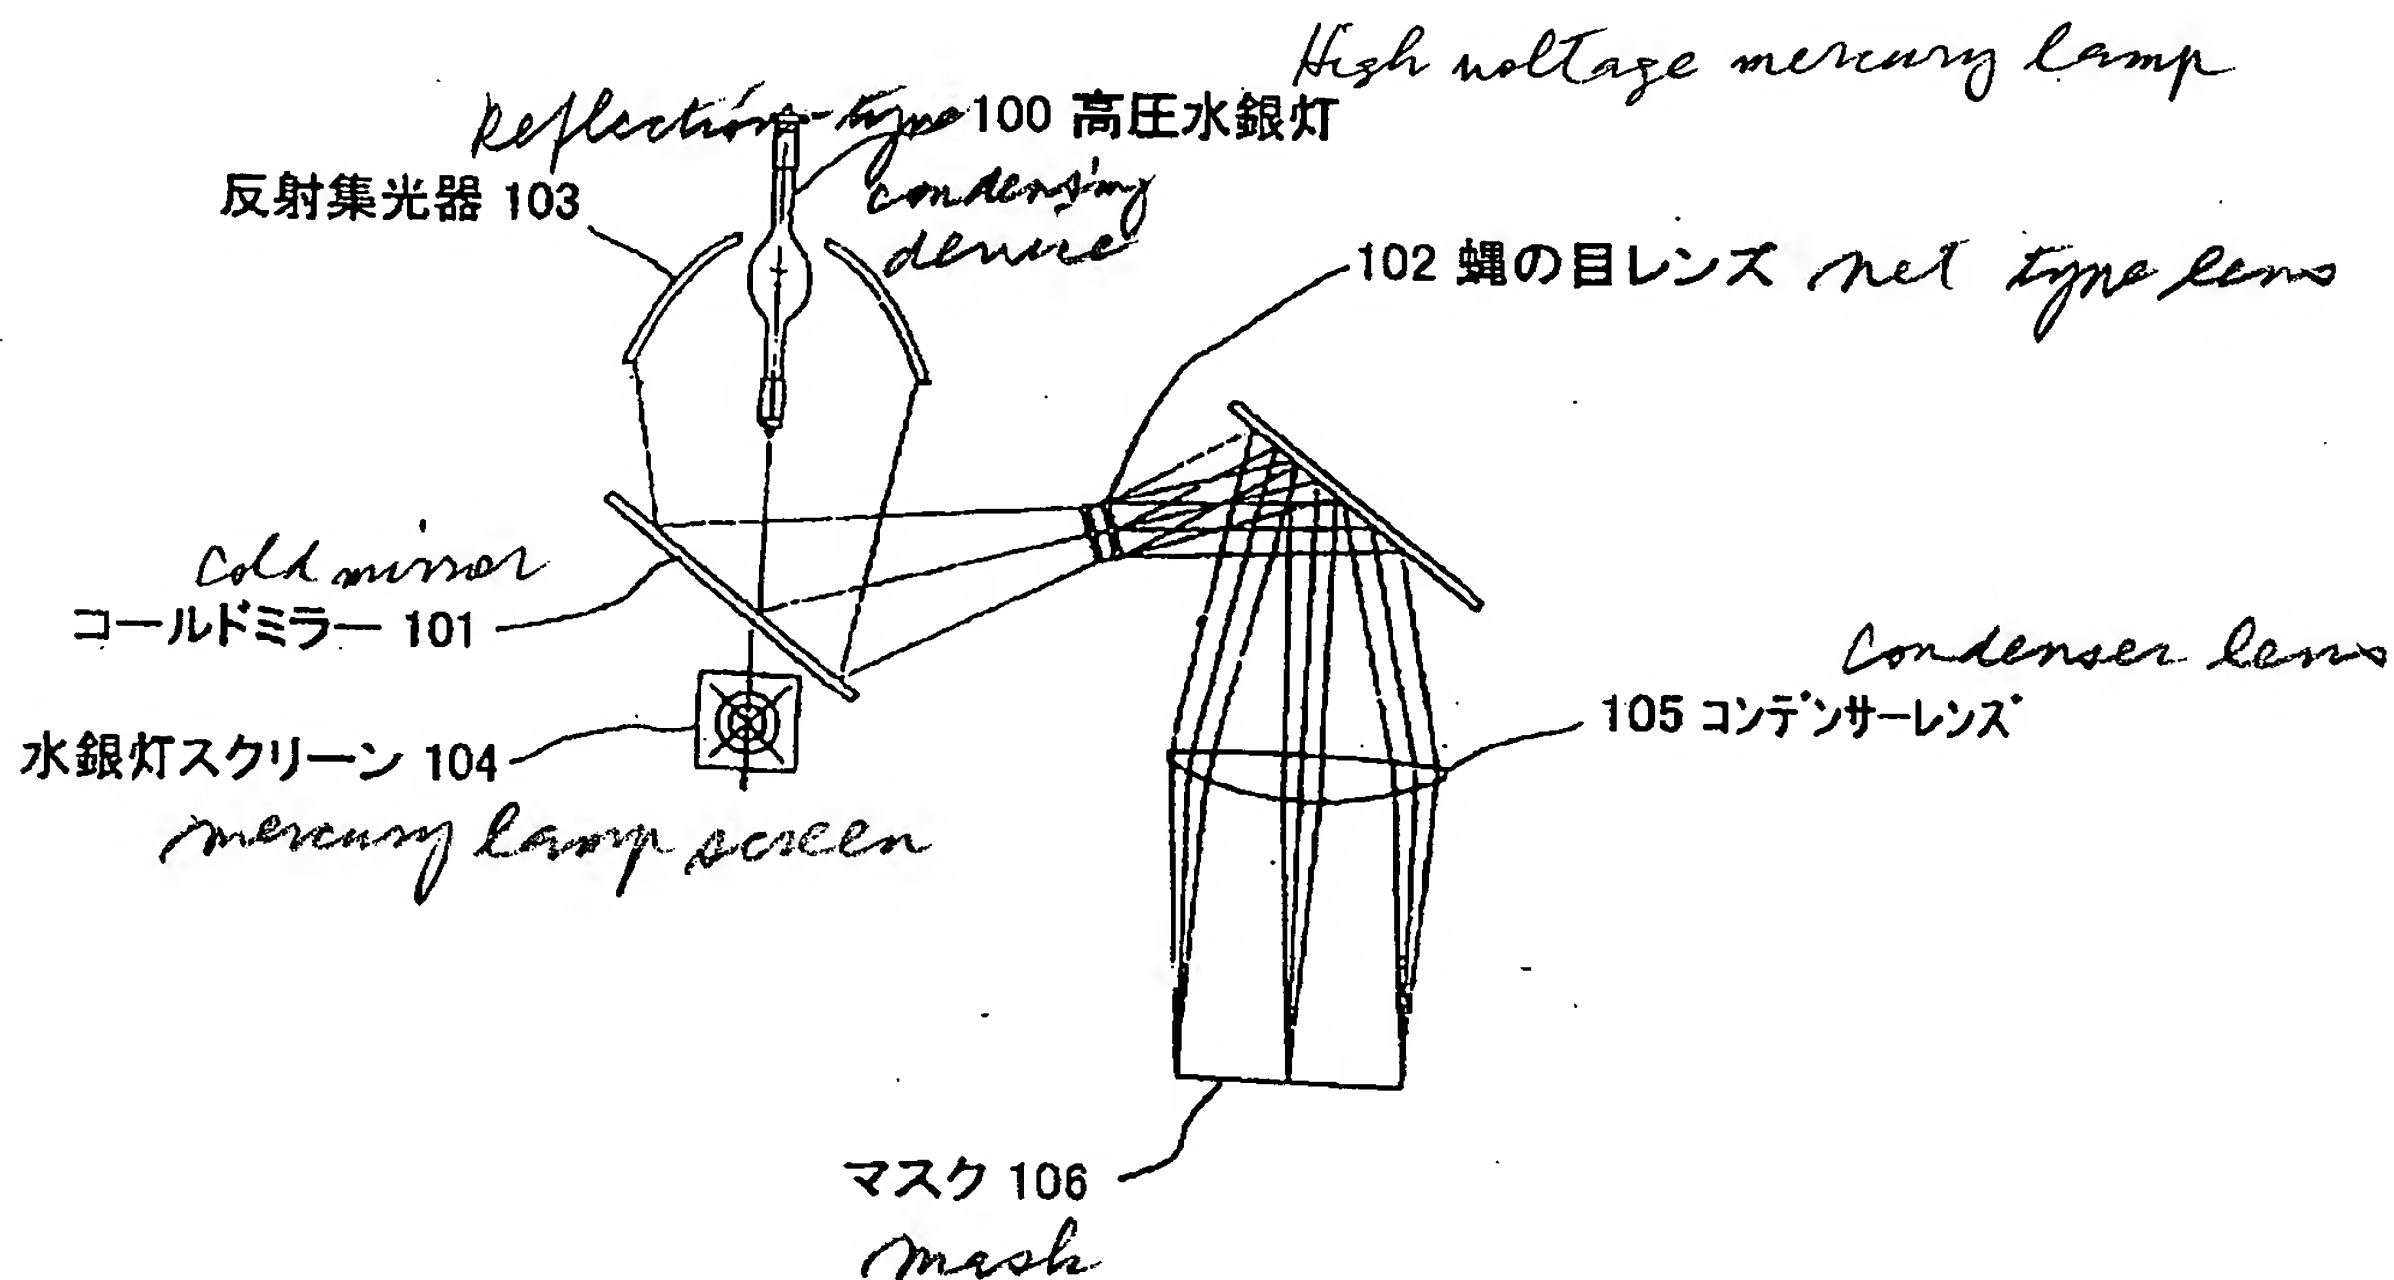 High voltage mercury lamp
Reflection-type
100 高圧水銀灯
反射集光器 103
condensing
device
102 蝿の目レンズ net type lens
cold mirror
コールドミラー 101
condenser lens
105 コンデンサーレンズ
水銀灯スクリーン 104
mercury lamp screen
マスク 106
mask